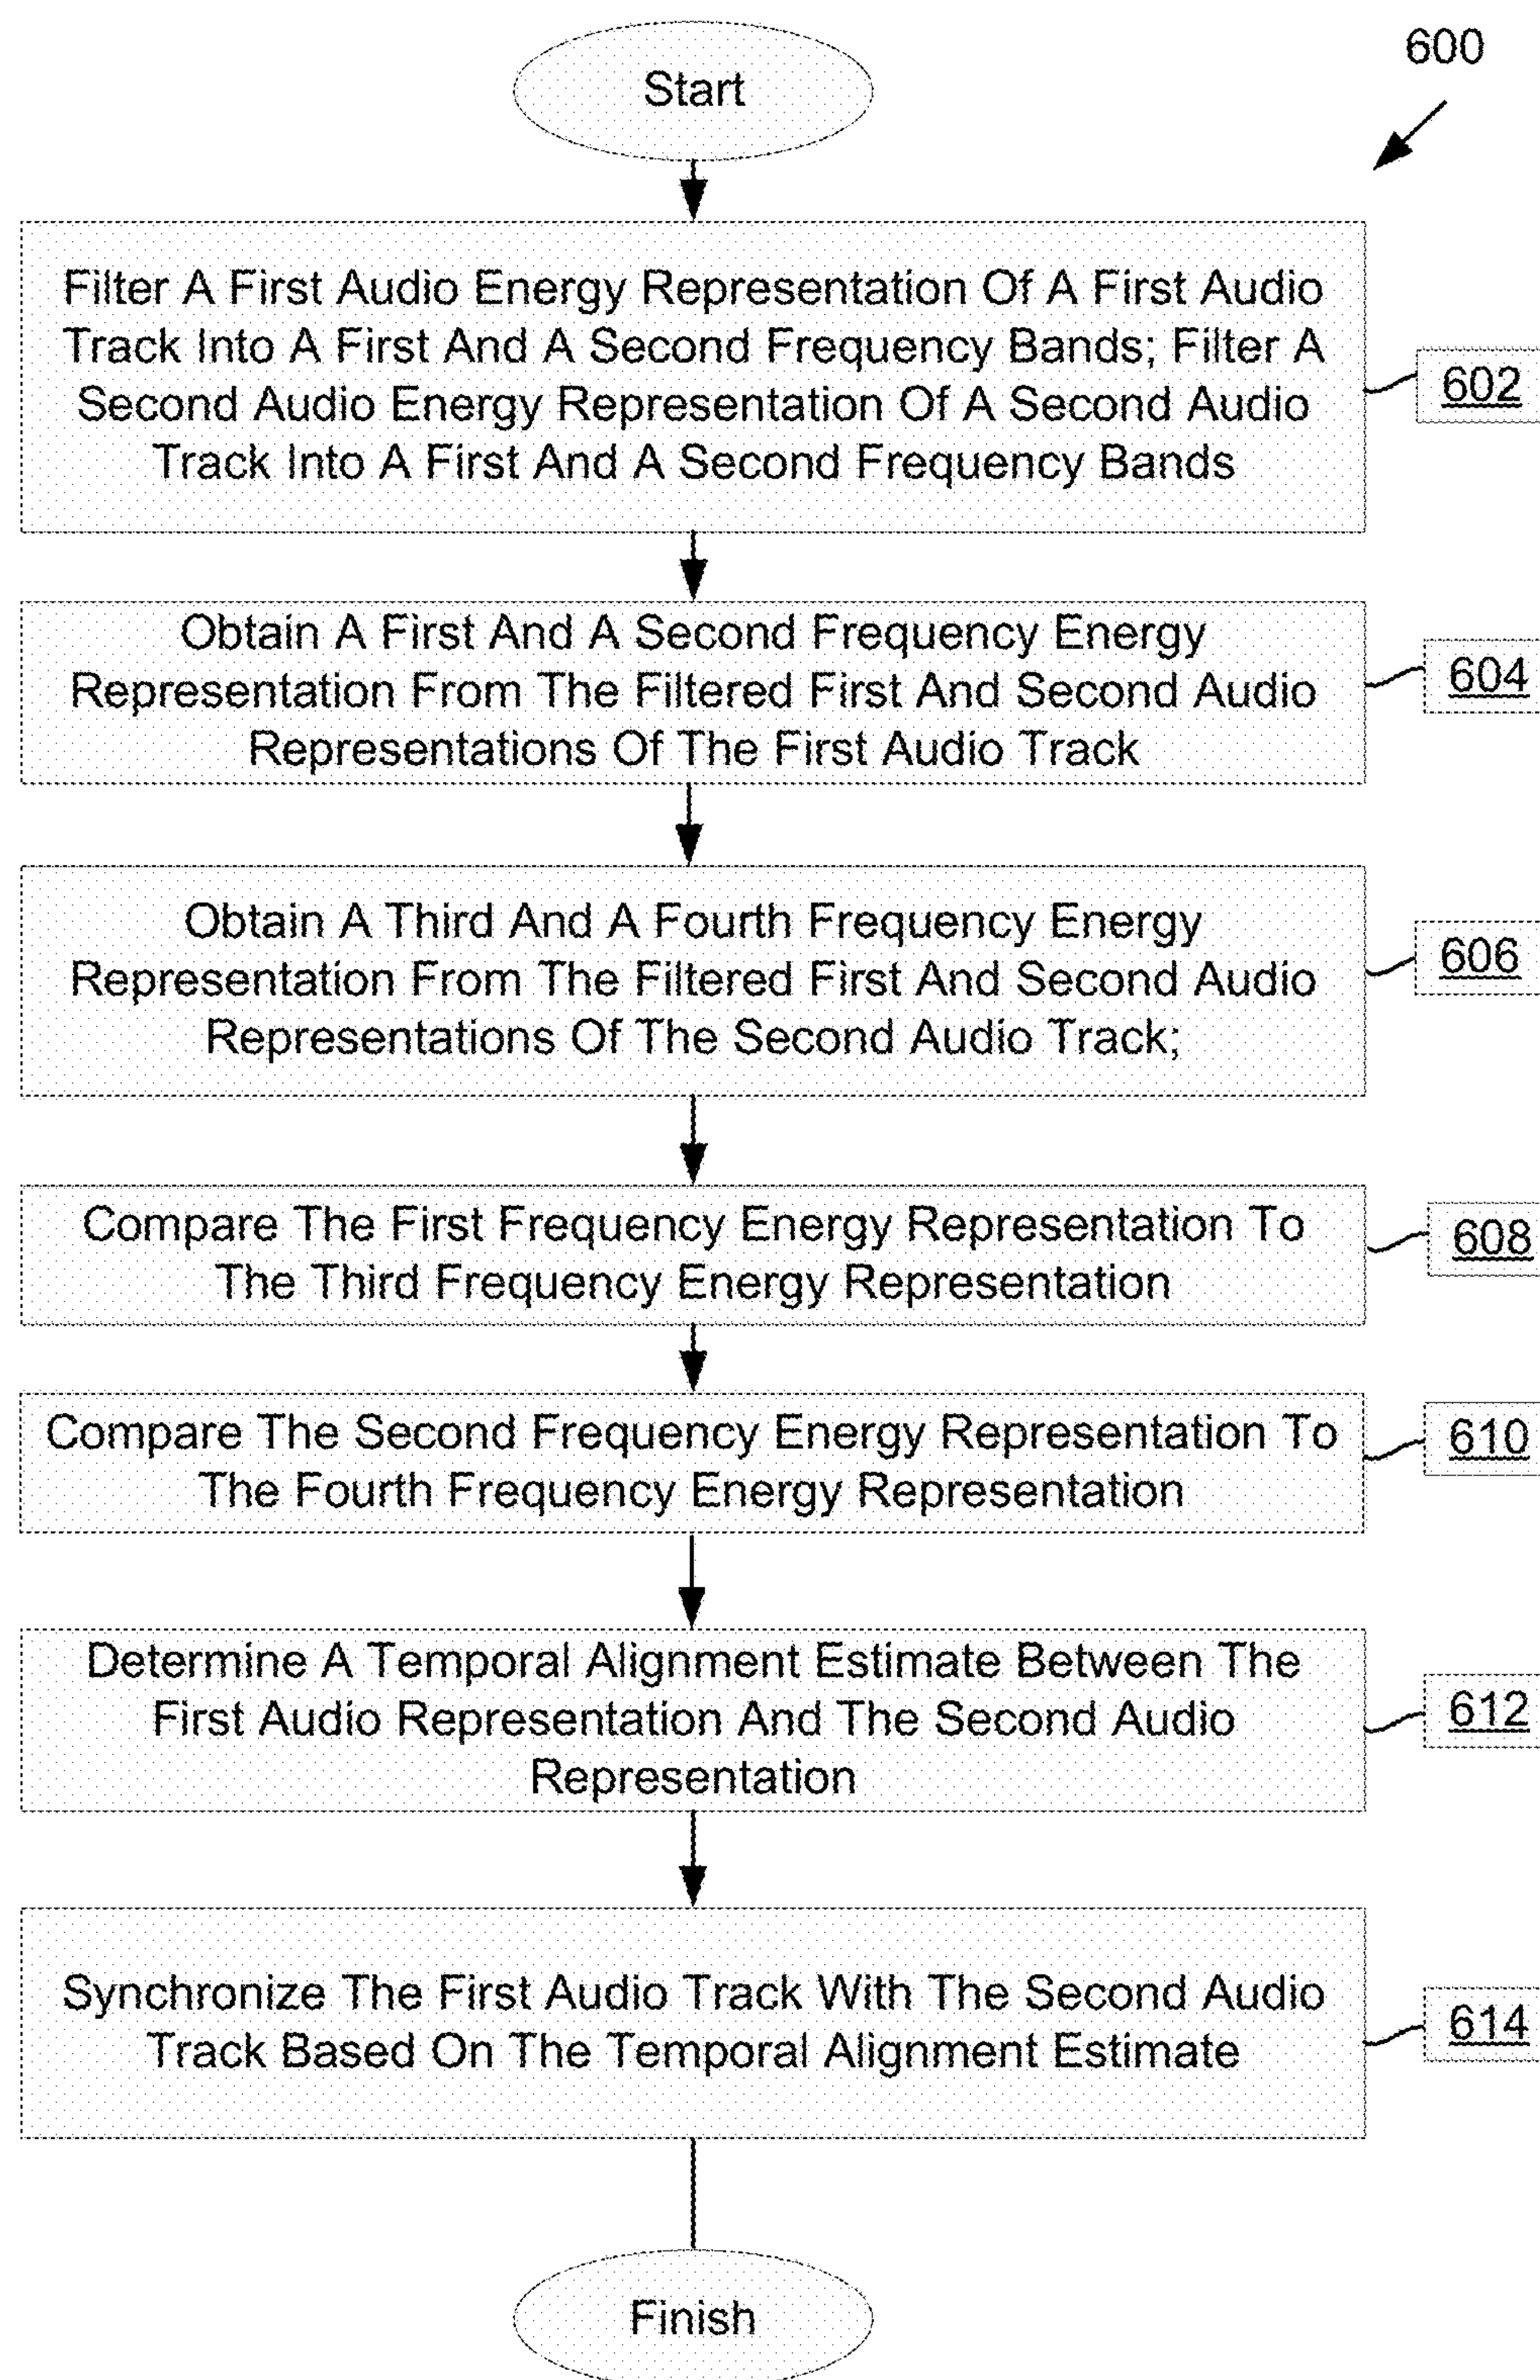 600
Start
Filter A First Audio Energy Representation Of A First Audio
Track Into A First And A Second Frequency Bands; Filter A
Second Audio Energy Representation Of A Second Audio
Track Into A First And A Second Frequency Bands
602
Obtain A First And A Second Frequency Energy
Representation From The Filtered First And Second Audio
Representations Of The First Audio Track
604
Obtain A Third And A Fourth Frequency Energy
Representation From The Filtered First And Second Audio
Representations Of The Second Audio Track;
606
Compare The First Frequency Energy Representation To
The Third Frequency Energy Representation
608
Compare The Second Frequency Energy Representation To
The Fourth Frequency Energy Representation
610
Determine A Temporal Alignment Estimate Between The
First Audio Representation And The Second Audio
Representation
612
Synchronize The First Audio Track With The Second Audio
Track Based On The Temporal Alignment Estimate
614
Finish